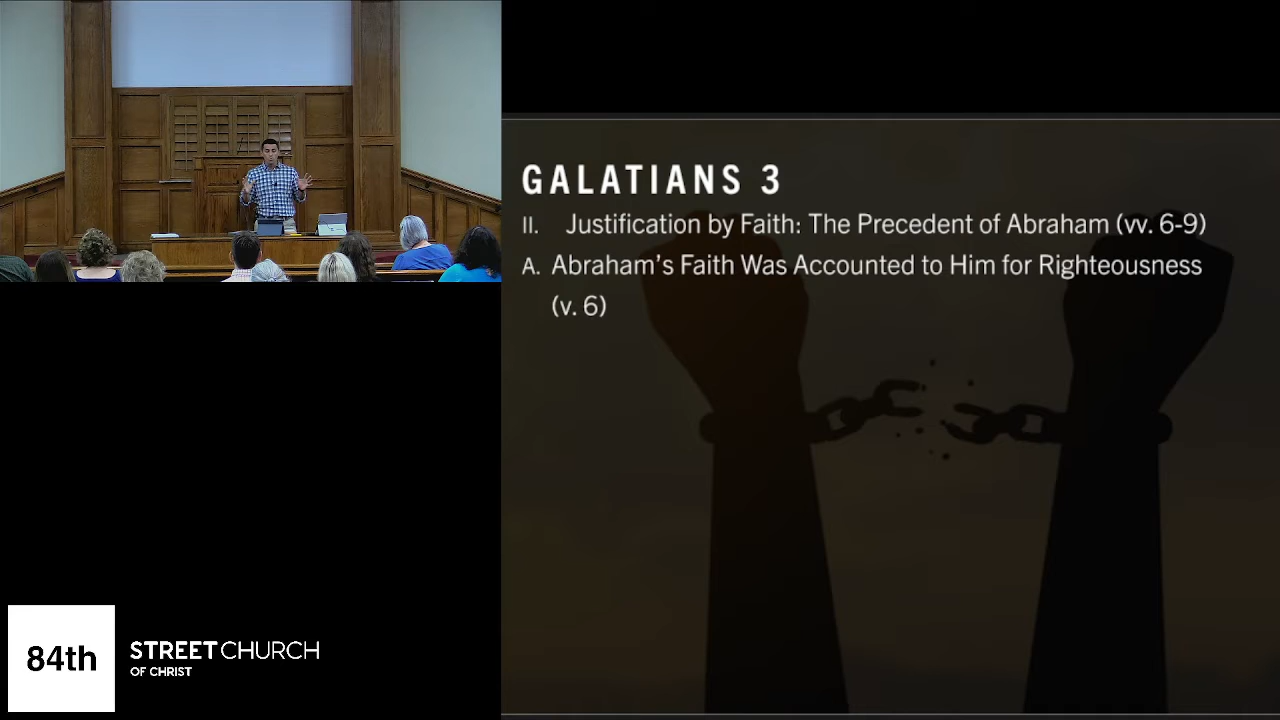 GALATIANS 3
II. Justification by Faith: The Precedent of Abraham (vv. 6-9)
A. Abraham's Faith Was Accounted to Him for Righteousness
(v. 6)
84th
STREET CHURCH
OF CHRIST